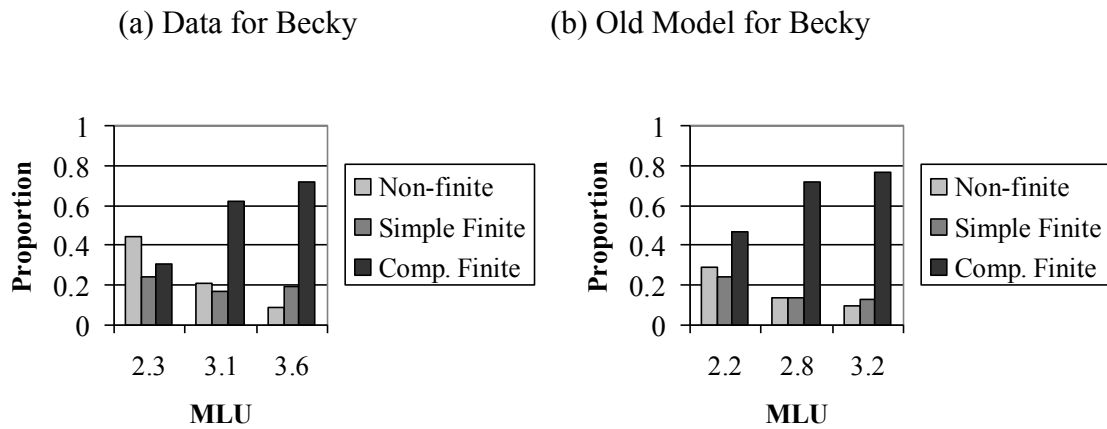 (a) Data for Becky
(b) Old Model for Becky
Proportion
1
0.8
0.6
0.4
0.2
0
2.3 3.1 3.6
MLU
Non-finite
Simple Finite
Comp. Finite
Proportion
1
0.8
0.6
0.4
0.2
0
2.2 2.8 3.2
MLU
Non-finite
Simple Finite
Comp. Finite